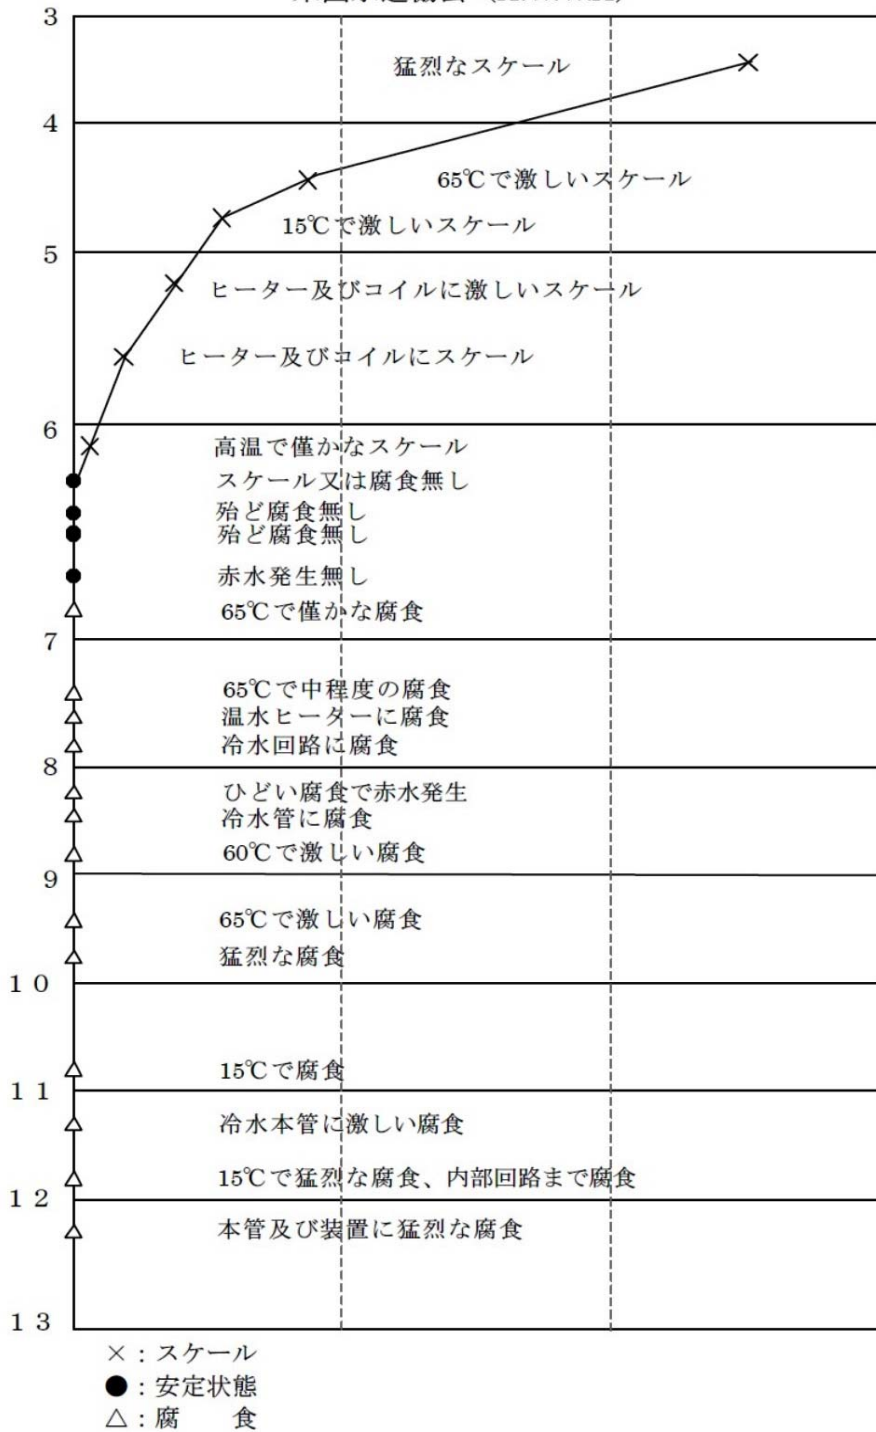 3
猛烈なスケール
4
65℃で激しいスケール
15℃で激しいスケール
5
ヒーター及びコイルに激しいスケール
ヒーター及びコイルにスケール
6
高温で僅かなスケール
スケール又は腐食無し
殆ど腐食無し
殆ど腐食無し
赤水発生無し
65℃で僅かな腐食
7
65℃で中程度の腐食
温水ヒーターに腐食
冷水回路に腐食
8
ひどい腐食で赤水発生
冷水管に腐食
60℃で激しい腐食
9
65℃で激しい腐食
猛烈な腐食
10
15℃で腐食
11
冷水本管に激しい腐食
15℃で猛烈な腐食、内部回路まで腐食
12
本管及び装置に猛烈な腐食
13
×：スケール
●：安定状態
△：腐　食